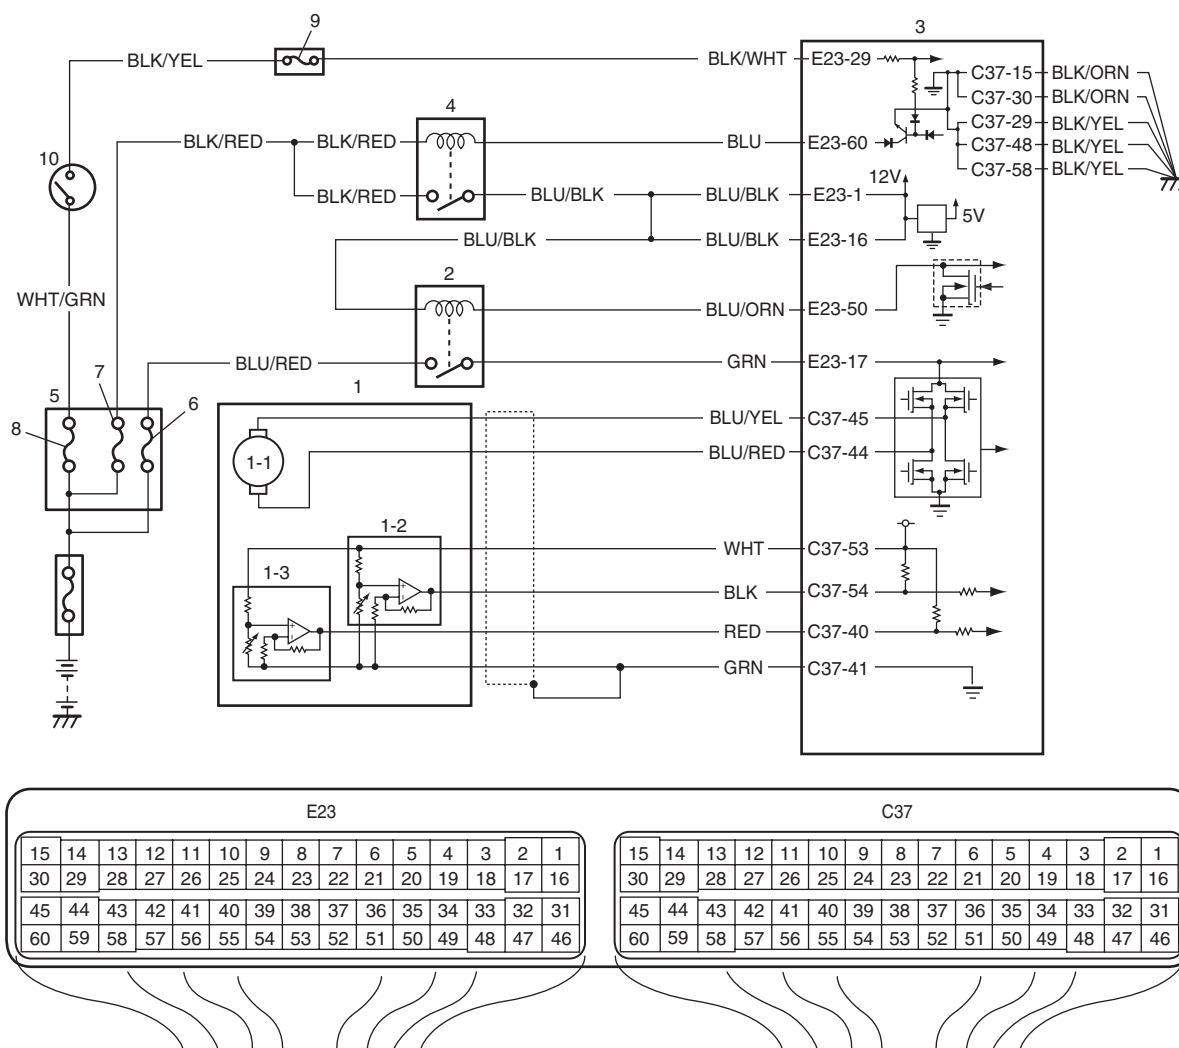 9
3
BLK/YEL
BLK/WHT
E23-29
C37-15
BLK/ORN
C37-30
BLK/ORN
C37-29
BLK/YEL
C37-48
BLK/YEL
C37-58
BLK/YEL
4
BLK/RED
BLK/RED
BLU
E23-60
10
BLK/RED
BLU/BLK
BLU/BLK
E23-1
12V
5V
BLU/BLK
BLU/BLK
E23-16
2
WHT/GRN
BLU/ORN
E23-50
BLU/RED
GRN
E23-17
7
5
6
8
1
BLU/YEL
C37-45
1-1
BLU/RED
C37-44
1-2
WHT
C37-53
1-3
BLK
C37-54
RED
C37-40
GRN
C37-41
E23
15 14 13 12 11 10 9 8 7 6 5 4 3 2 1
30 29 28 27 26 25 24 23 22 21 20 19 18 17 16
45 44 43 42 41 40 39 38 37 36 35 34 33 32 31
60 59 58 57 56 55 54 53 52 51 50 49 48 47 46
C37
15 14 13 12 11 10 9 8 7 6 5 4 3 2 1
30 29 28 27 26 25 24 23 22 21 20 19 18 17 16
45 44 43 42 41 40 39 38 37 36 35 34 33 32 31
60 59 58 57 56 55 54 53 52 51 50 49 48 47 46